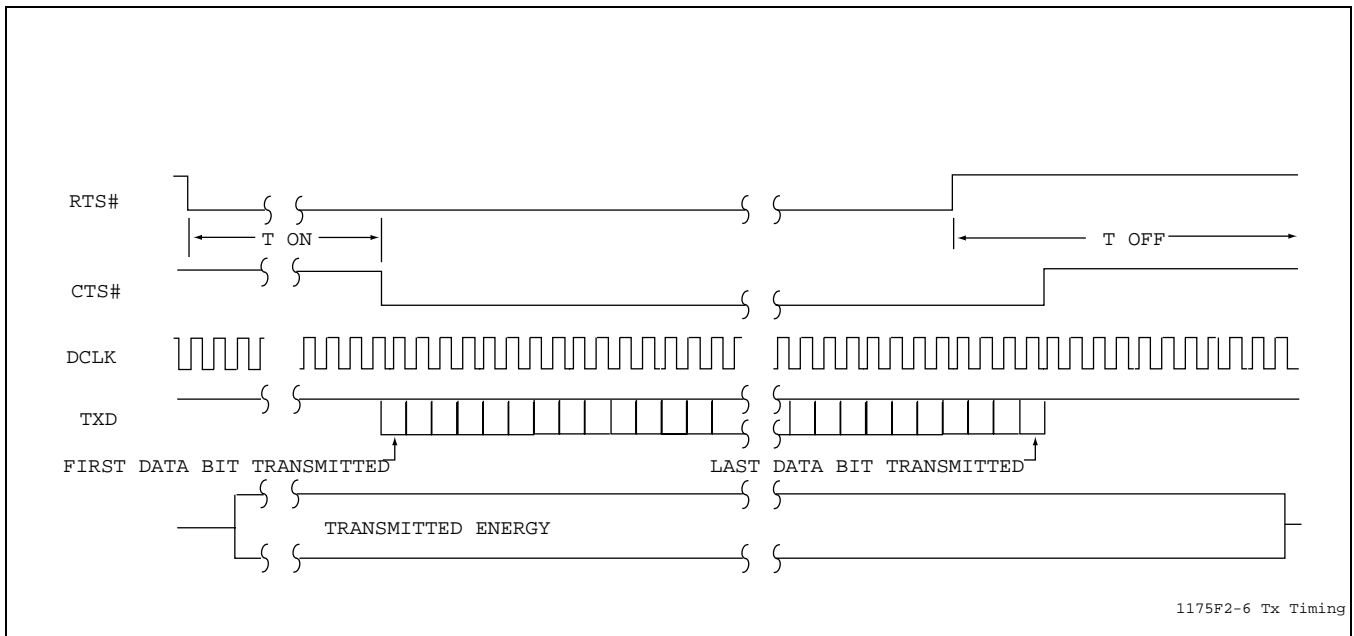 RTS#
T ON
T OFF
CTS#
DCLK
TXD
FIRST DATA BIT TRANSMITTED
LAST DATA BIT TRANSMITTED
TRANSMITTED ENERGY
1175F2-6 Tx Timing